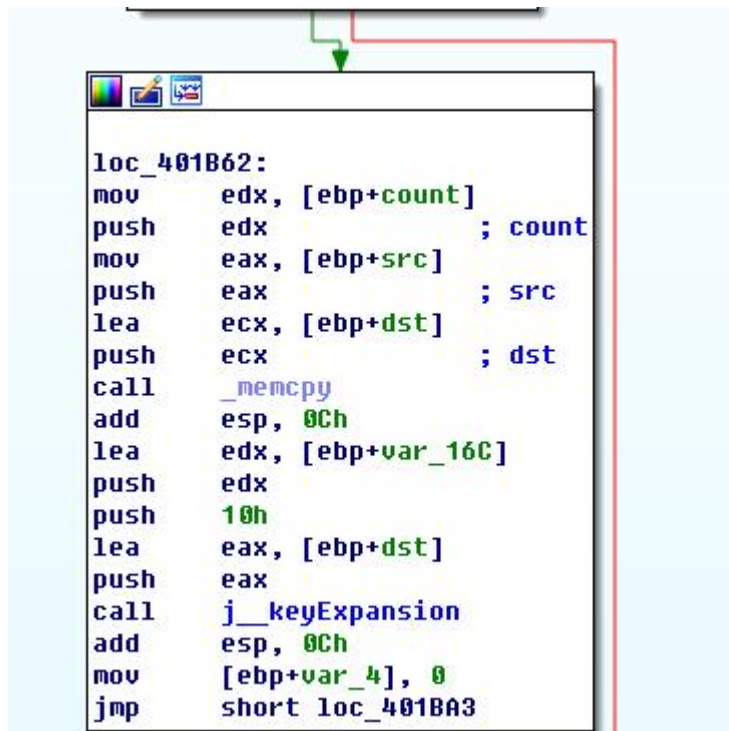 loc_401B62:
mov edx, [ebp+count]
push edx ; count
mov eax, [ebp+src]
push eax ; src
lea ecx, [ebp+dst]
push ecx ; dst
call _memcpy
add esp, 0Ch
lea edx, [ebp+var_16C]
push edx
push 10h
lea eax, [ebp+dst]
push eax
call j__keyExpansion
add esp, 0Ch
mov [ebp+var_4], 0
jmp short loc_401BA3